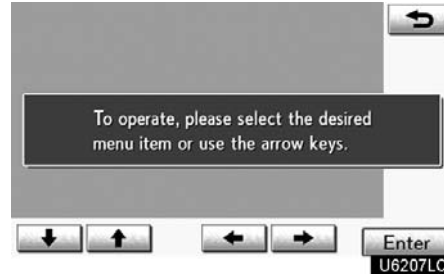 To operate, please select the desired
menu item or use the arrow keys.
Enter
U6207LC